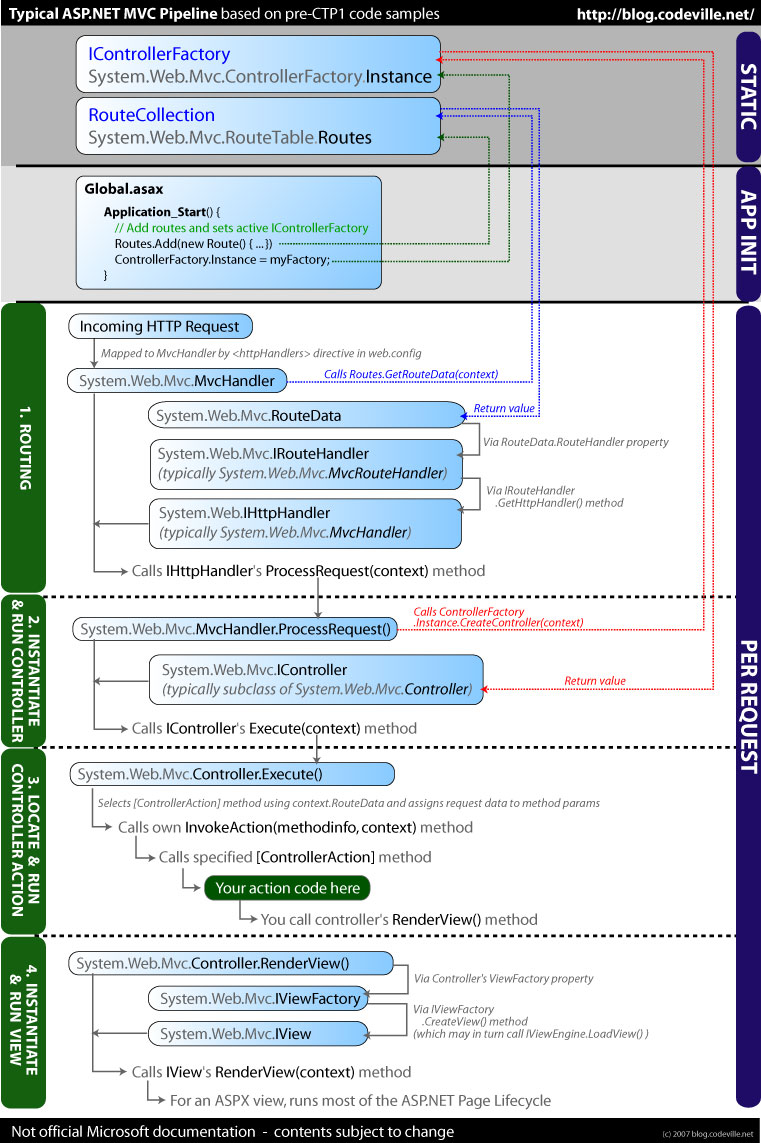 Typical ASP.NET MVC Pipeline based on pre-CTP1 code samples
http://blog.codeville.net/
STATIC
IControllerFactory
System.Web.Mvc.ControllerFactory.Instance
RouteCollection
System.Web.Mvc.RouteTable.Routes
APP INIT
Global.asax
Application_Start() {
// Add routes and sets active IControllerFactory
Routes.Add(new Route() { ... })
ControllerFactory.Instance = myFactory;
}
PER REQUEST
1. ROUTING
Incoming HTTP Request
Mapped to MvcHandler by <httpHandlers> directive in web.config
System.Web.Mvc.MvcHandler
Calls Routes.GetRouteData(context)
System.Web.Mvc.RouteData
Return value
Via RouteData.RouteHandler property
System.Web.Mvc.IRouteHandler
(typically System.Web.Mvc.MvcRouteHandler)
Via IRouteHandler
.GetHttpHandler() method
System.Web.IHttpHandler
(typically System.Web.Mvc.MvcHandler)
Calls IHttpHandler's ProcessRequest(context) method
2. INSTANTIATE
& RUN CONTROLLER
System.Web.Mvc.MvcHandler.ProcessRequest()
Calls ControllerFactory
.Instance.CreateController(context)
System.Web.Mvc.IController
(typically subclass of System.Web.Mvc.Controller)
Return value
Calls IController's Execute(context) method
3. LOCATE & RUN
CONTROLLER ACTION
System.Web.Mvc.Controller.Execute()
Selects [ControllerAction] method using context.RouteData and assigns request data to method params
Calls own InvokeAction(methodinfo, context) method
Calls specified [ControllerAction] method
Your action code here
You call controller's RenderView() method
4. INSTANTIATE
& RUN VIEW
System.Web.Mvc.Controller.RenderView()
Via Controller's ViewFactory property
System.Web.Mvc.IViewFactory
Via IViewFactory
.CreateView() method
(which may in turn call IViewEngine.LoadView() )
System.Web.Mvc.IView
Calls IView's RenderView(context) method
For an ASPX view, runs most of the ASP.NET Page Lifecycle
Not official Microsoft documentation - contents subject to change
(c) 2007 blog.codeville.net